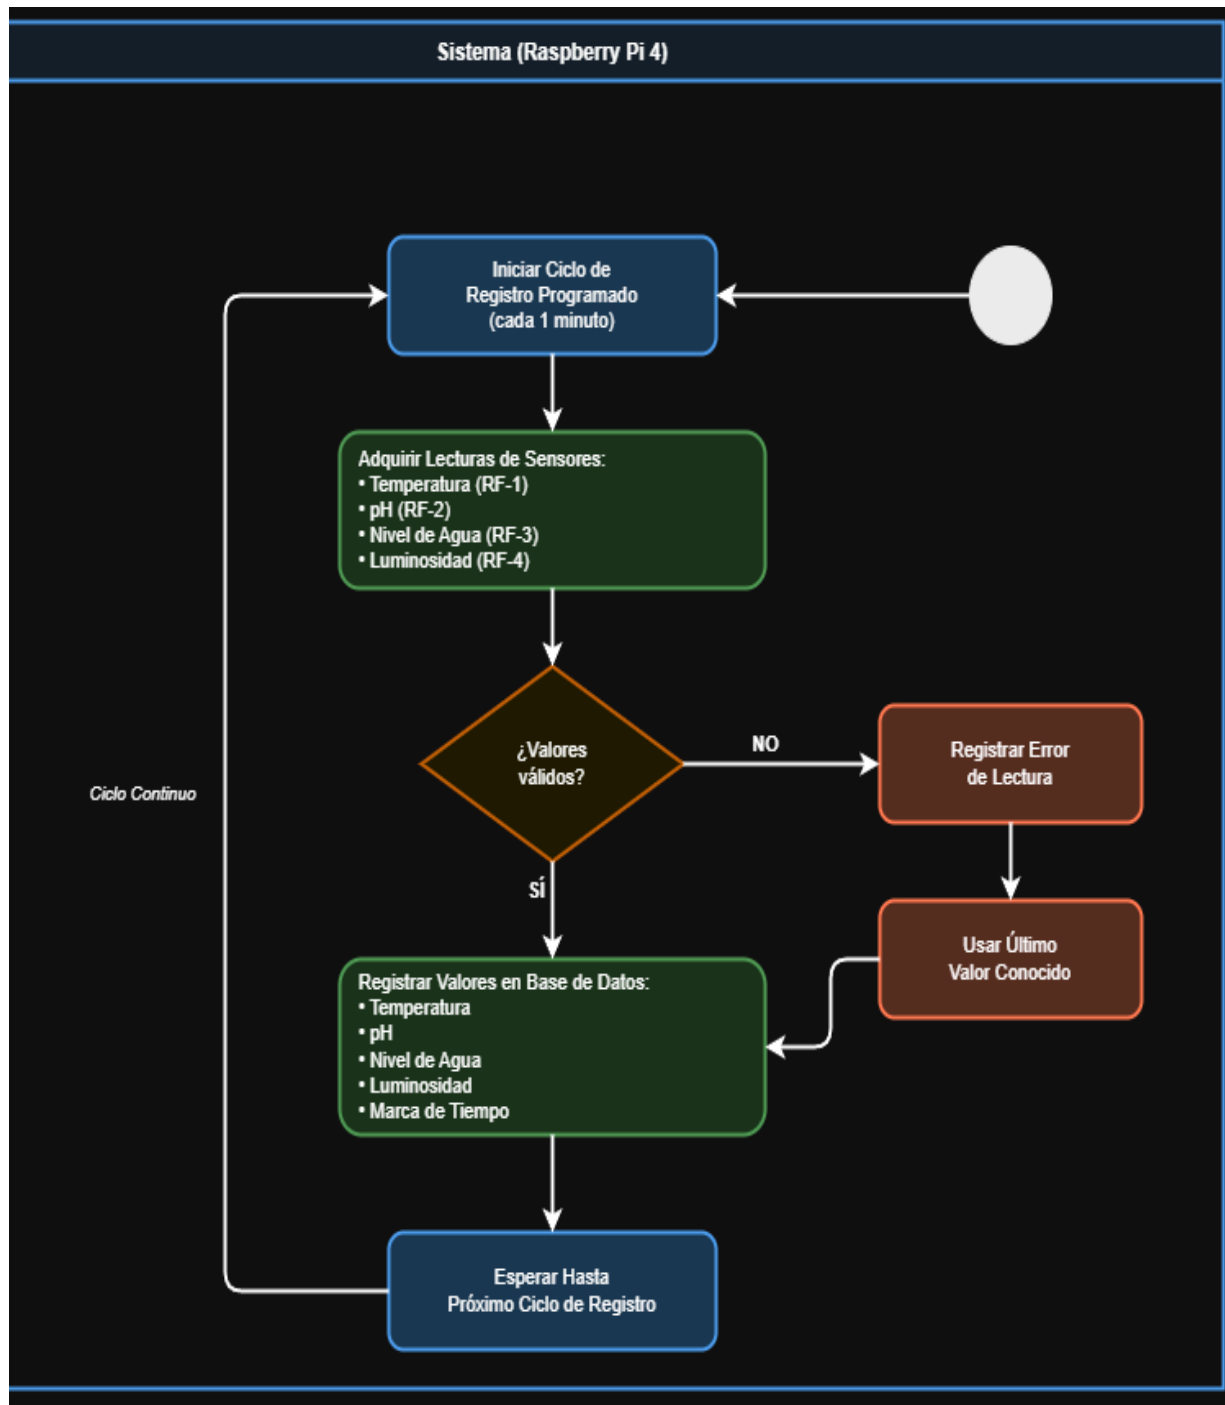 Sistema (Raspberry Pi 4)
Iniciar Ciclo de
Registro Programado
(cada 1 minuto)
Adquirir Lecturas de Sensores:
• Temperatura (RF-1)
• pH (RF-2)
• Nivel de Agua (RF-3)
• Luminosidad (RF-4)
¿Valores
válidos?
NO
Registrar Error
de Lectura
Ciclo Continuo
SÍ
Usar Último
Valor Conocido
Registrar Valores en Base de Datos:
• Temperatura
• pH
• Nivel de Agua
• Luminosidad
• Marca de Tiempo
Esperar Hasta
Próximo Ciclo de Registro